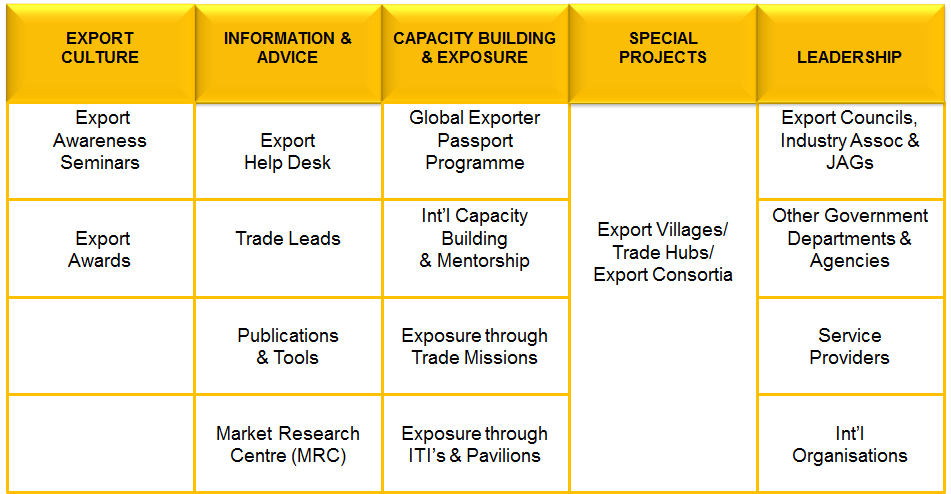 EXPORT
CULTURE
INFORMATION &
ADVICE
CAPACITY BUILDING
& EXPOSURE
SPECIAL
PROJECTS
LEADERSHIP
Export
Awareness
Seminars
Export
Help Desk
Global Exporter
Passport
Programme
Export Councils,
Industry Assoc &
JAGs
Export
Awards
Trade Leads
Int'l Capacity
Building
& Mentorship
Export Villages/
Trade Hubs/
Export Consortia
Other Government
Departments &
Agencies
Publications
& Tools
Exposure through
Trade Missions
Service
Providers
Market Research
Centre (MRC)
Exposure through
ITI's & Pavilions
Int'l
Organisations